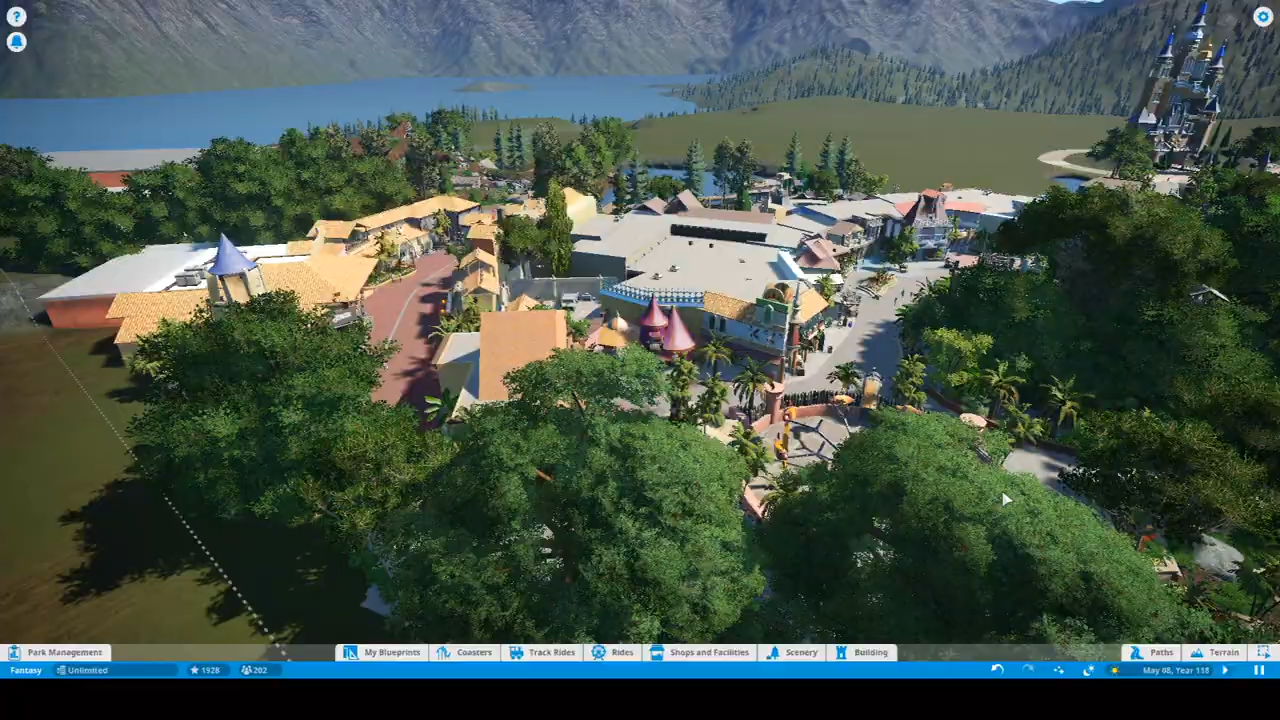 ?
Park Management
My Blueprints
Coasters
Track Rides
Rides
Shops and Facilities
Scenery
Building
Paths
Terrain
Fantasy
Unlimited
1928
202
May 08, Year 118